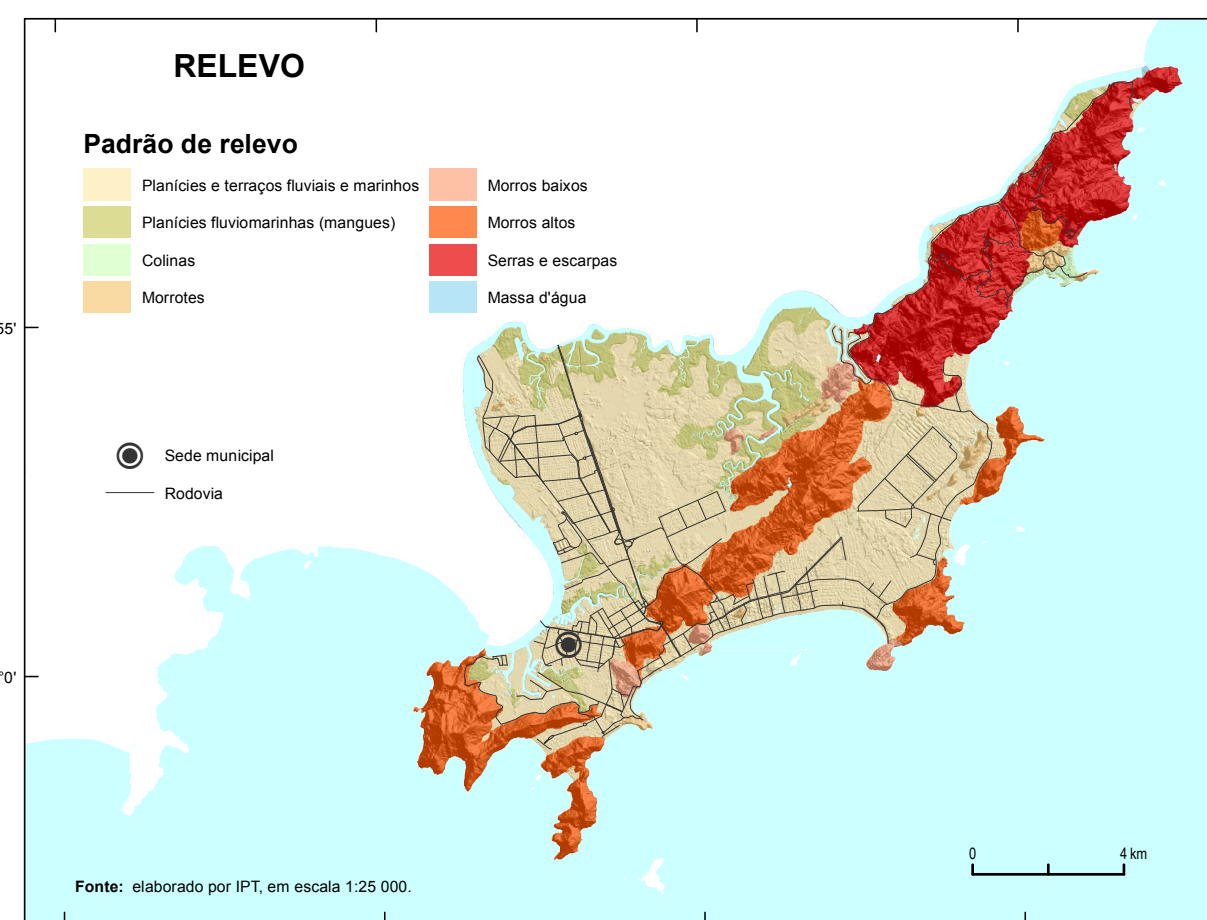 RELEVO
Padrão de relevo
Planícies e terraços fluviais e marinhos
Planícies fluviomarinhas (mangues)
Colinas
Morrotes
Morros baixos
Morros altos
Serras e escarpas
Massa d'água
55'
Sede municipal
Rodovia
°0'
0 4 km
Fonte: elaborado por IPT, em escala 1:25 000.